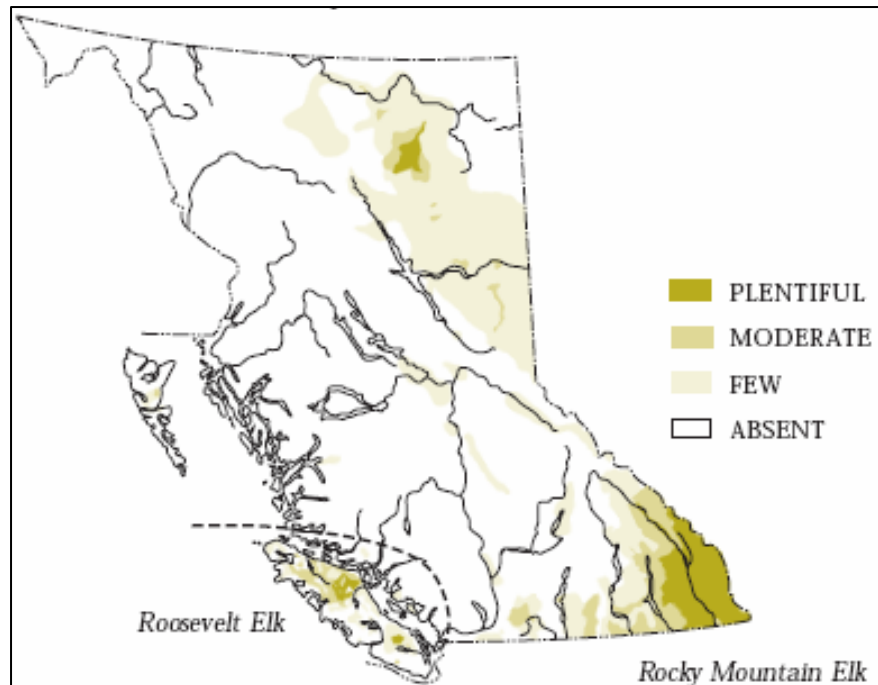 PLENTIFUL
MODERATE
FEW
ABSENT
Roosevelt Elk
Rocky Mountain Elk